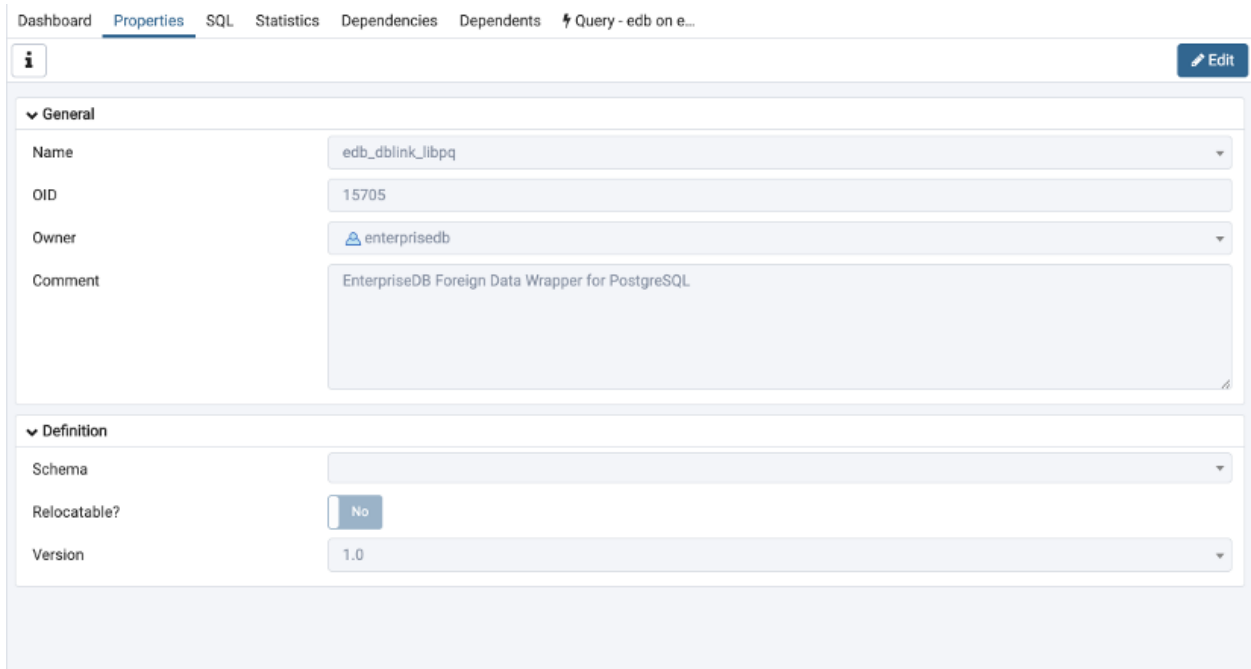 Dashboard Properties SQL Statistics Dependencies Dependents Query - edb on e...
i Edit
General
Name edb_dblink_libpq
OID 15705
Owner enterprisedb
Comment EnterpriseDB Foreign Data Wrapper for PostgreSQL
Definition
Schema
Relocatable? No
Version 1.0